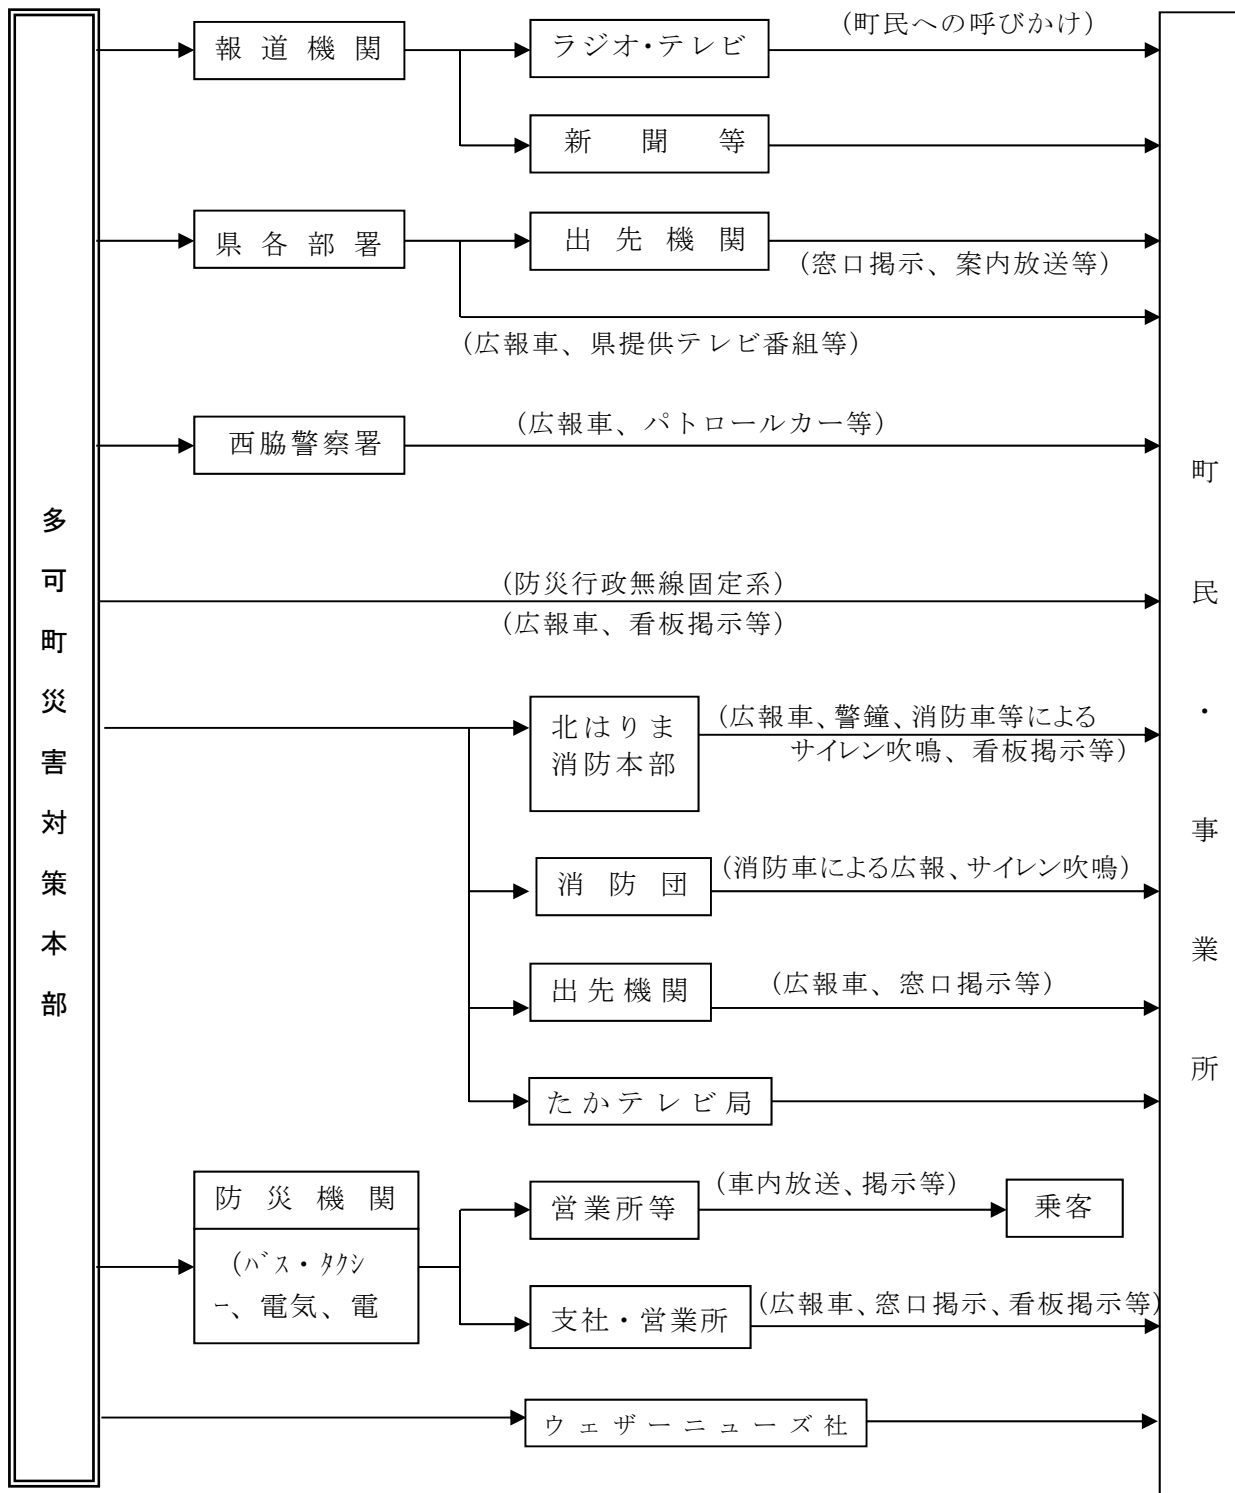 多可町災害対策本部
報道機関
ラジオ・テレビ
(町民への呼びかけ)
新聞等
県各部署
出先機関
(窓口掲示、案内放送等)
(広報車、県提供テレビ番組等)
西脇警察署
(広報車、パトロールカー等)
(防災行政無線固定系)
(広報車、看板掲示等)
北はりま
消防本部
(広報車、警鐘、消防車等による
サイレン吹鳴、看板掲示等)
消防団
(消防車による広報、サイレン吹鳴)
出先機関
(広報車、窓口掲示等)
たかテレビ局
防災機関
(ﾊﾞｽ・ﾀｸｼ
ｰ、電気、電
営業所等
(車内放送、掲示等)
乗客
支社・営業所
(広報車、窓口掲示、看板掲示等)
ウェザーニューズ社
町民・事業所